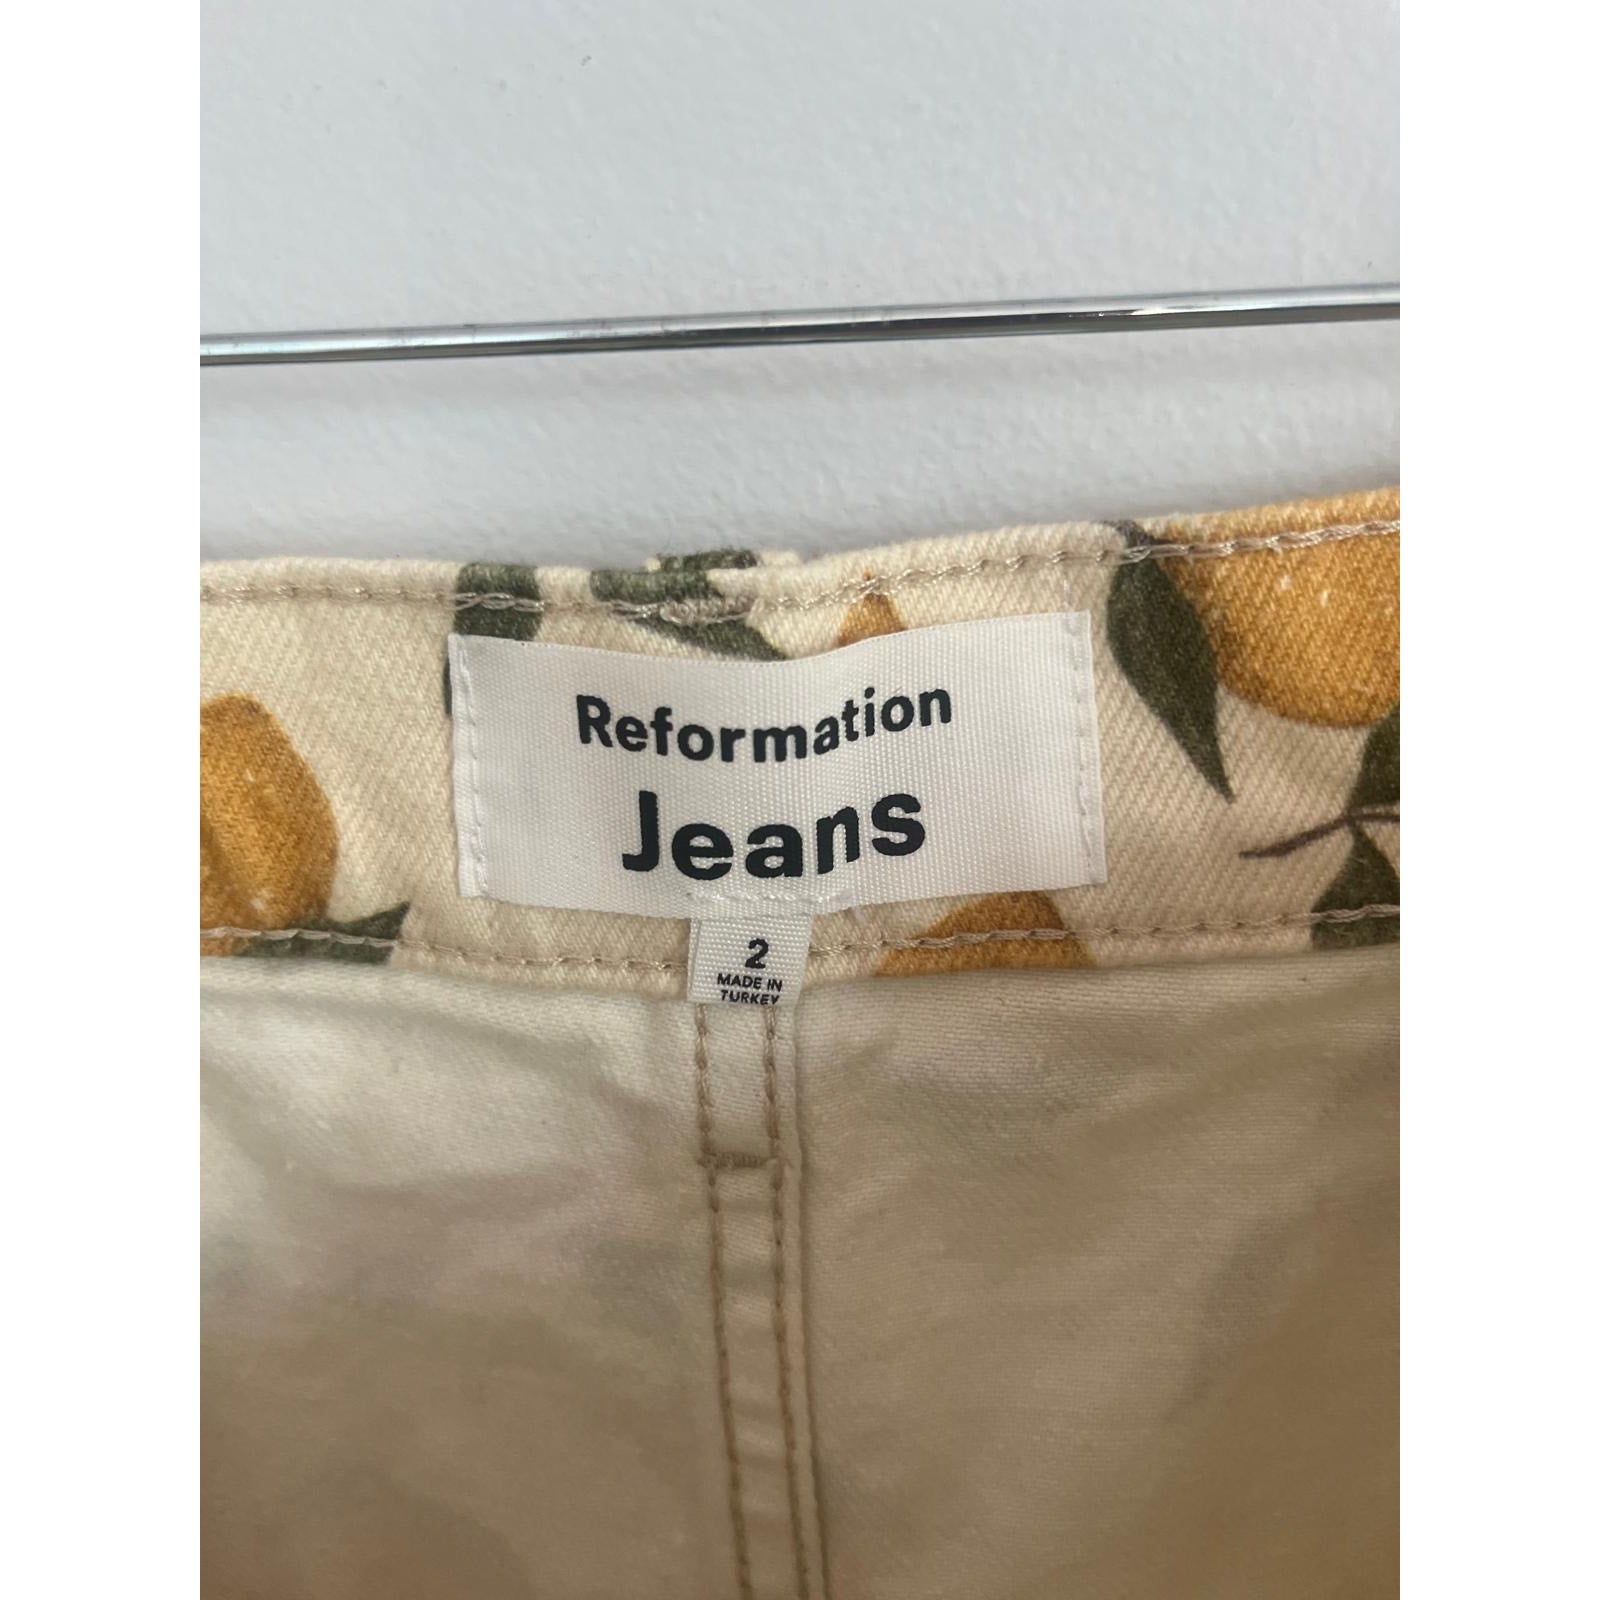 Reformation
Jeans
2
MADE IN
TURKEY